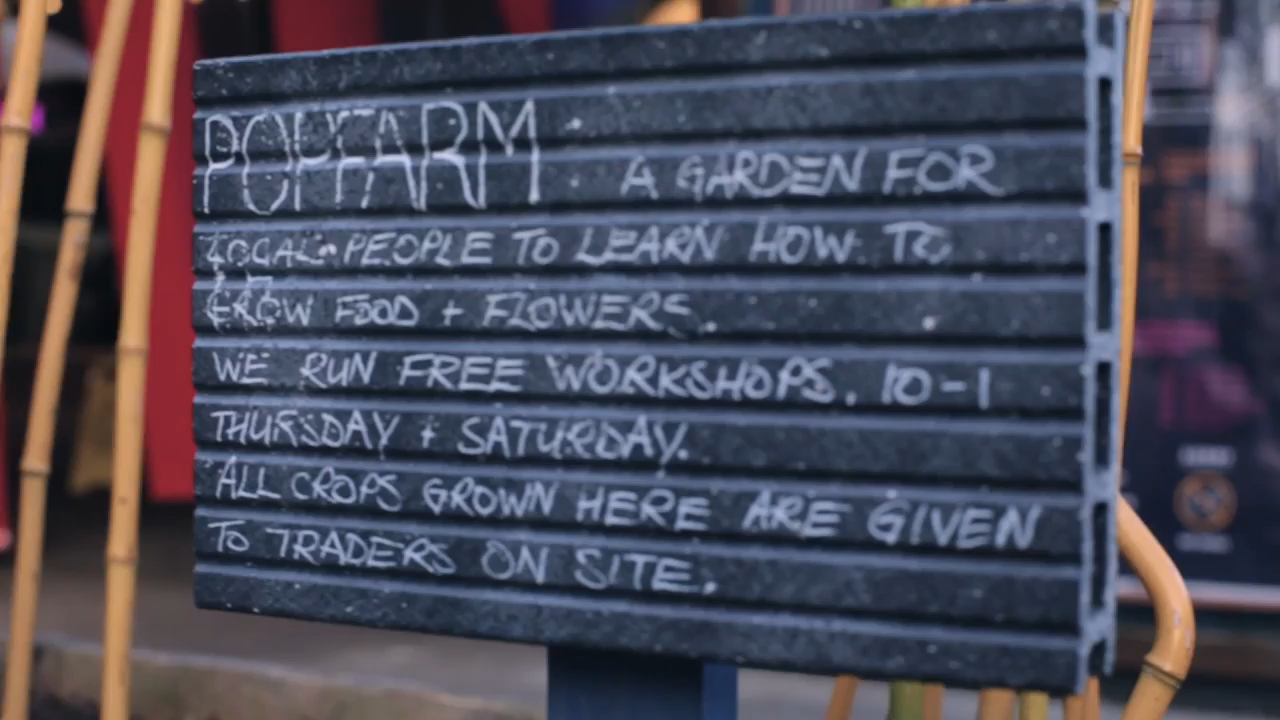 POPFARM A GARDEN FOR
LOCAL PEOPLE TO LEARN HOW TO
GROW FOOD + FLOWERS.
WE RUN FREE WORKSHOPS. 10-1
THURSDAY + SATURDAY.
ALL CROPS GROWN HERE ARE GIVEN
TO TRADERS ON SITE.